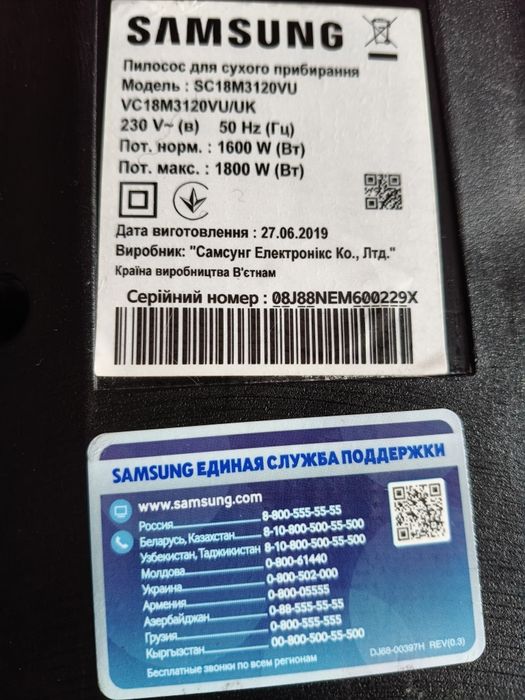 SAMSUNG
Пилосос для сухого прибирання
Модель : SC18M3120VU
VC18M3120VU/UK
230 V~ (в) 50 Hz (Гц)
Пот. норм. : 1600 W (Вт)
Пот. макс. : 1800 W (Вт)
Дата виготовлення : 27.06.2019
Виробник: "Самсунг Електронікс Ко., Лтд."
Країна виробництва В'єтнам
Серійний номер : 08J88NEM600229X
SAMSUNG ЕДИНАЯ СЛУЖБА ПОДДЕРЖКИ
www.samsung.com
Россия 8-800-555-55-55
Беларусь, Казахстан 8-10-800-500-55-500
Узбекистан, Таджикистан 8-10-800-500-55-500
Молдова 0-800-61440
Украина 0-800-502-000
Армения 0-800-05555
Азербайджан 0-88-555-55-55
Грузия 0-800-555-555
Кыргызстан 00-800-500-55-500
Бесплатные звонки по всем регионам
DJ68-00397H REV(0.3)